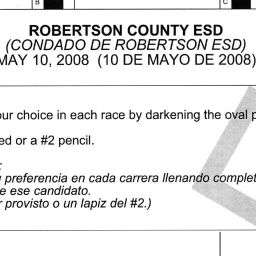 B C
ROBERTSON COUNTY ESD
(CONDADO DE ROBERTSON ESD)
MAY 10, 2008 (10 DE MAYO DE 2008)
our choice in each race by darkening the oval p
ed or a #2 pencil.
preferencia en cada carrera llenando complet
e ese candidato.
r provisto o un lapiz del #2.)